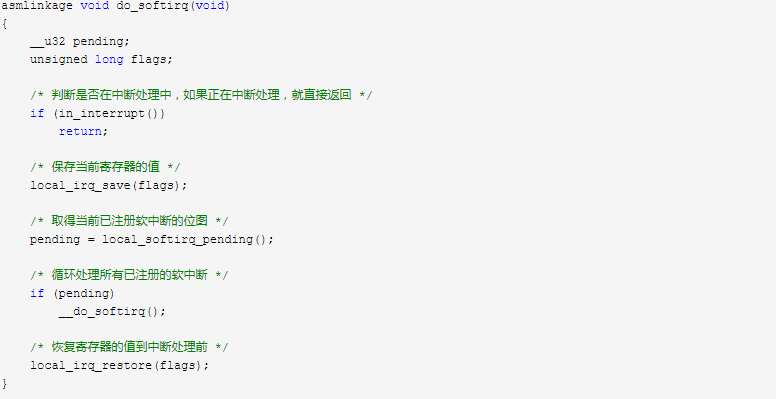 asmlinkage void do_softirq(void)
{
    __u32 pending;
    unsigned long flags;

    /* 判断是否在中断处理中，如果正在中断处理，就直接返回 */
    if (in_interrupt())
        return;

    /* 保存当前寄存器的值 */
    local_irq_save(flags);

    /* 取得当前已注册软中断的位图 */
    pending = local_softirq_pending();

    /* 循环处理所有已注册的软中断 */
    if (pending)
        __do_softirq();

    /* 恢复寄存器的值到中断处理前 */
    local_irq_restore(flags);
}